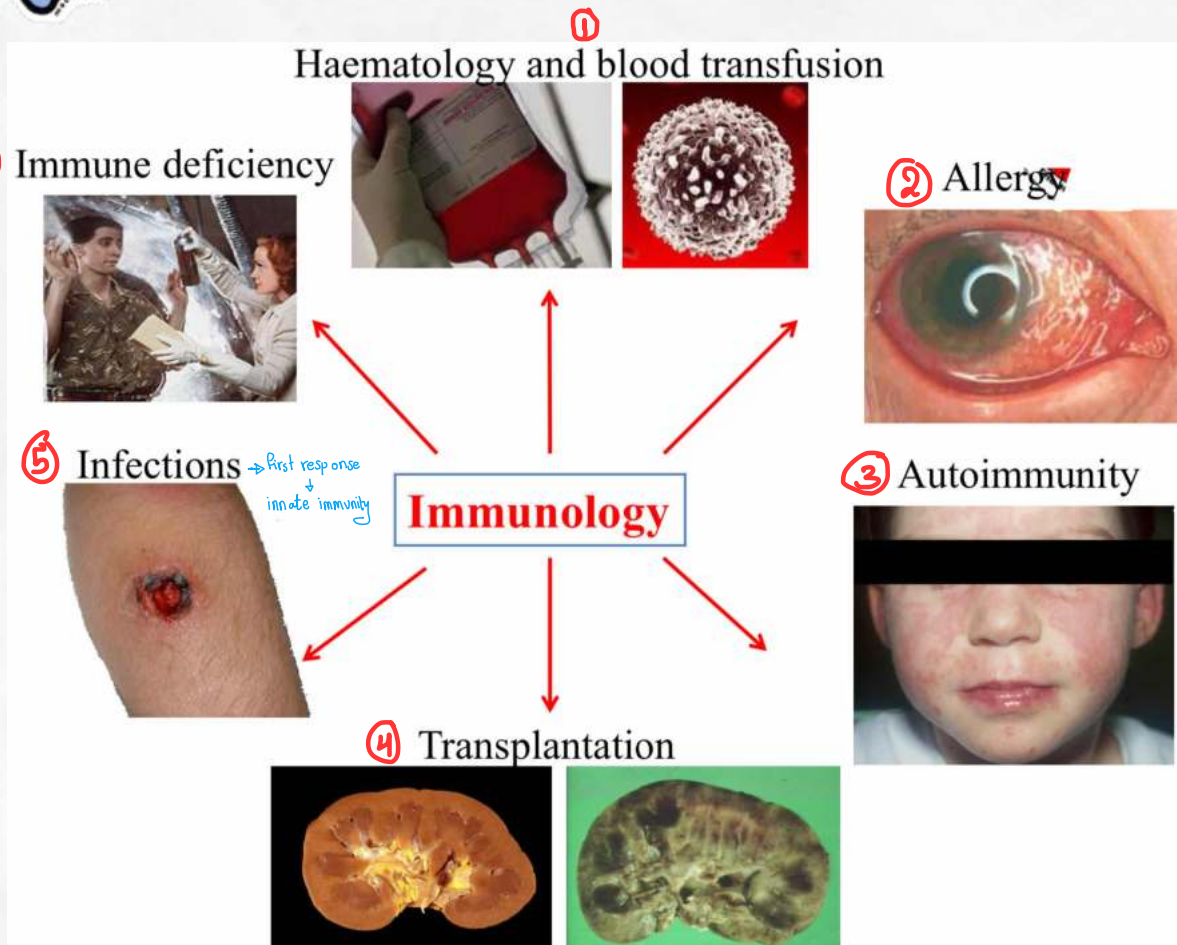 ①
Haematology and blood transfusion
Immune deficiency
② Allergy
⑤ Infections → first response
↓
innate immunity
③ Autoimmunity
Immunology
④ Transplantation